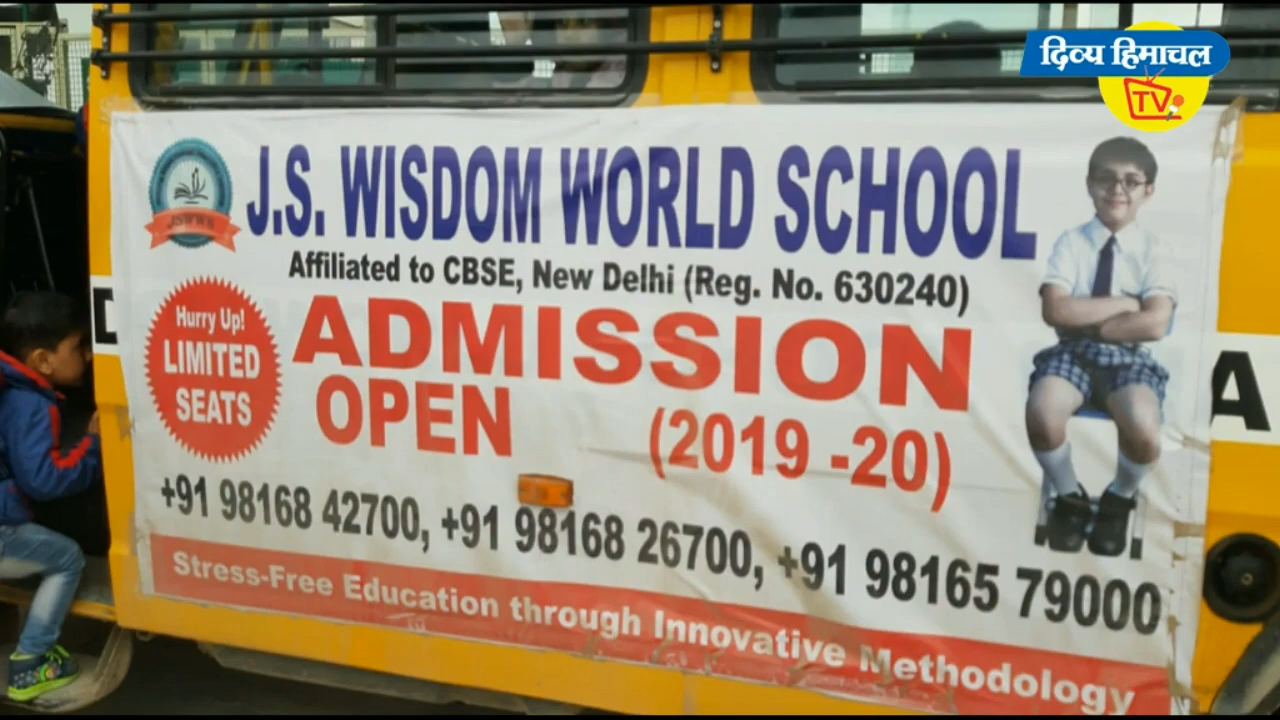 दिव्य हिमाचल
TV
J.S. WISDOM WORLD SCHOOL
Affiliated to CBSE, New Delhi (Reg. No. 630240)
Hurry Up!
LIMITED
SEATS
ADMISSION
OPEN (2019 -20)
+91 98168 42700, +91 98168 26700, +91 98165 79000
Stress-Free Education through Innovative Methodology
A